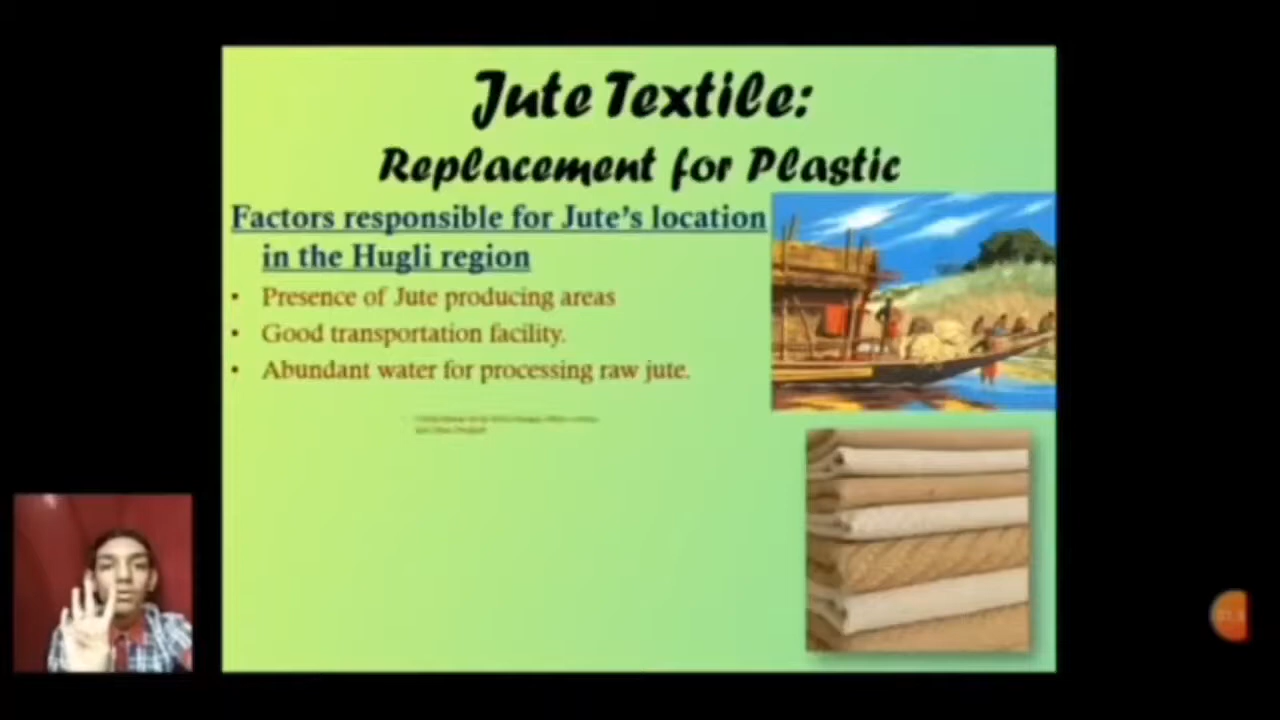 Jute Textile:
Replacement for Plastic
Factors responsible for Jute's location
in the Hugli region
• Presence of Jute producing areas
• Good transportation facility.
• Abundant water for processing raw jute.